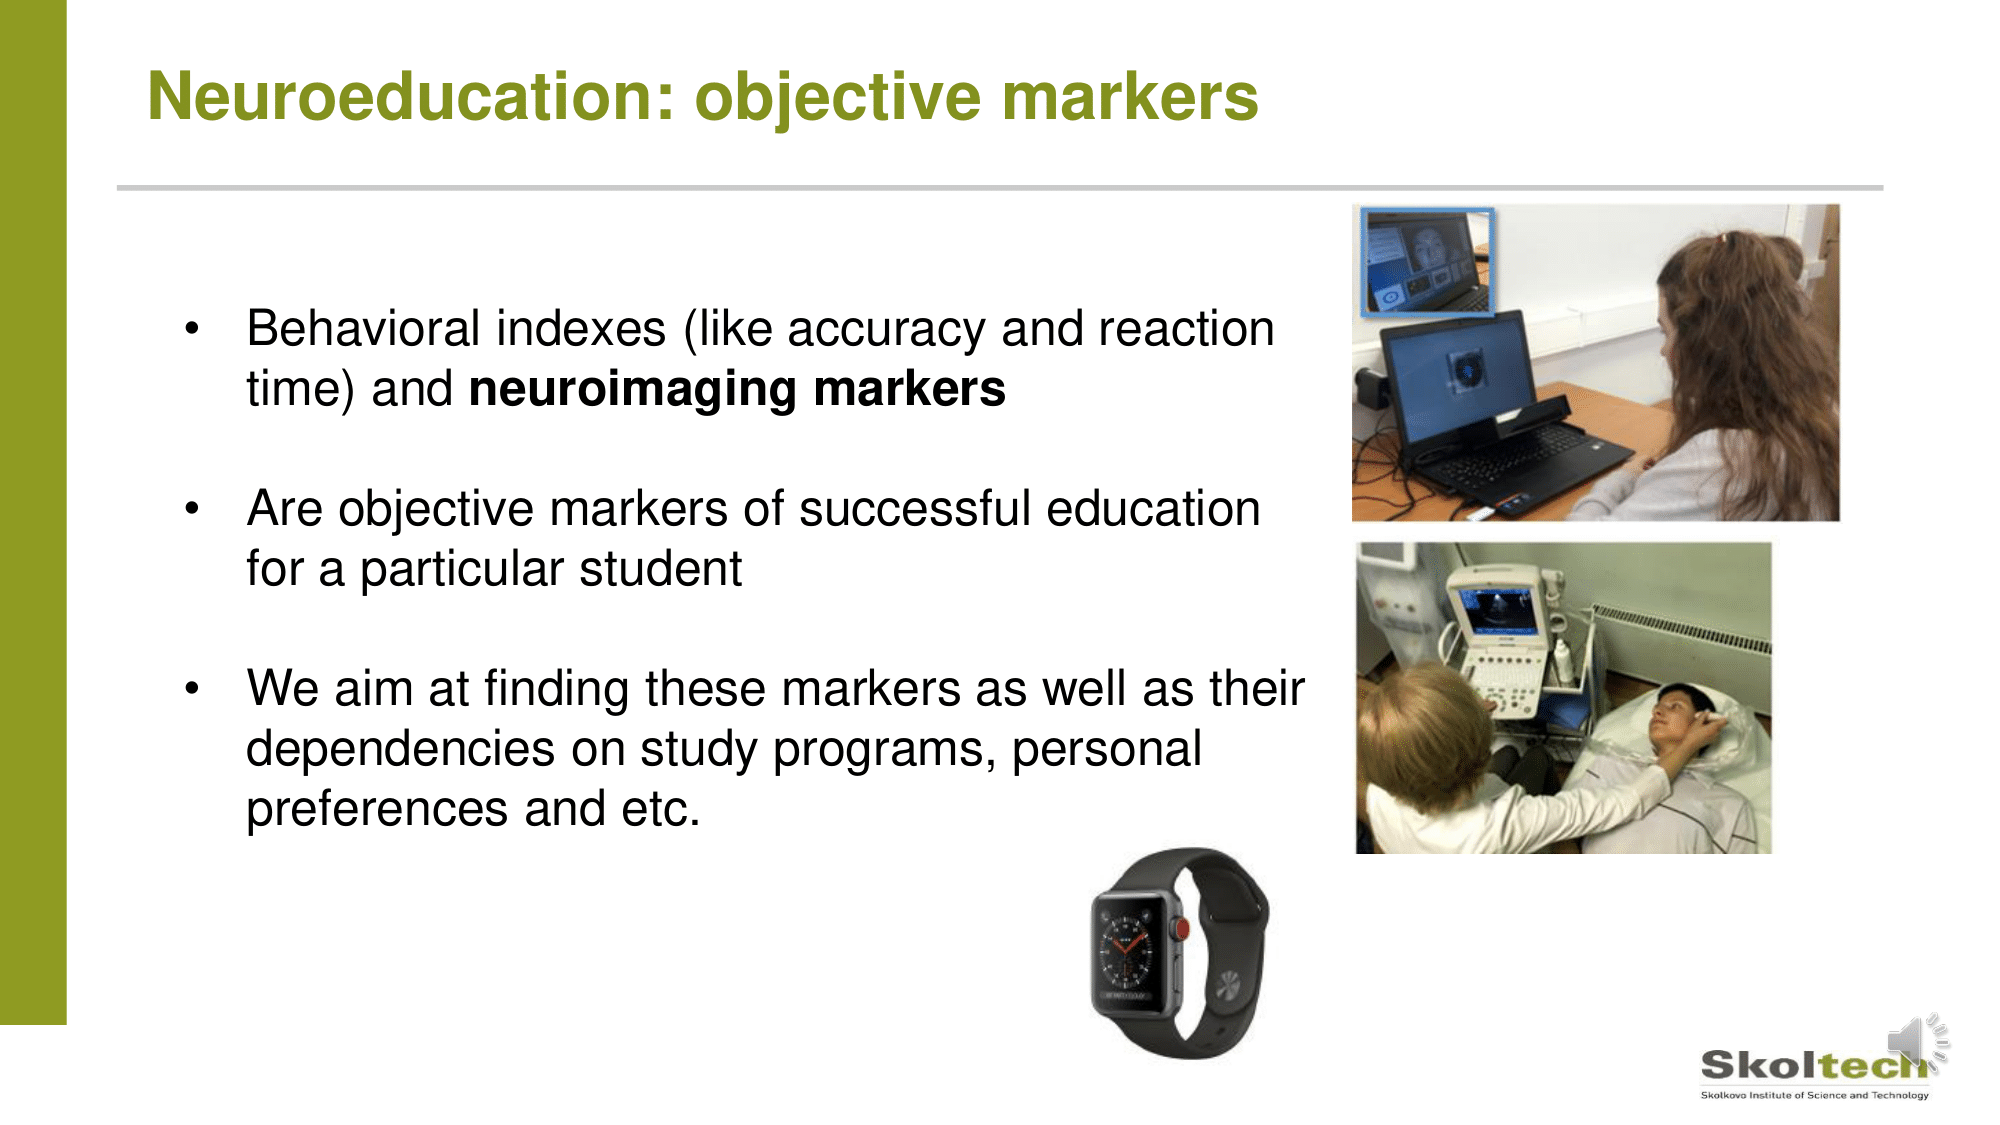 Neuroeducation: objective markers
• Behavioral indexes (like accuracy and reaction
time) and neuroimaging markers
• Are objective markers of successful education
for a particular student
• We aim at finding these markers as well as their
dependencies on study programs, personal
preferences and etc.
Skoltech
Skolkovo Institute of Science and Technology